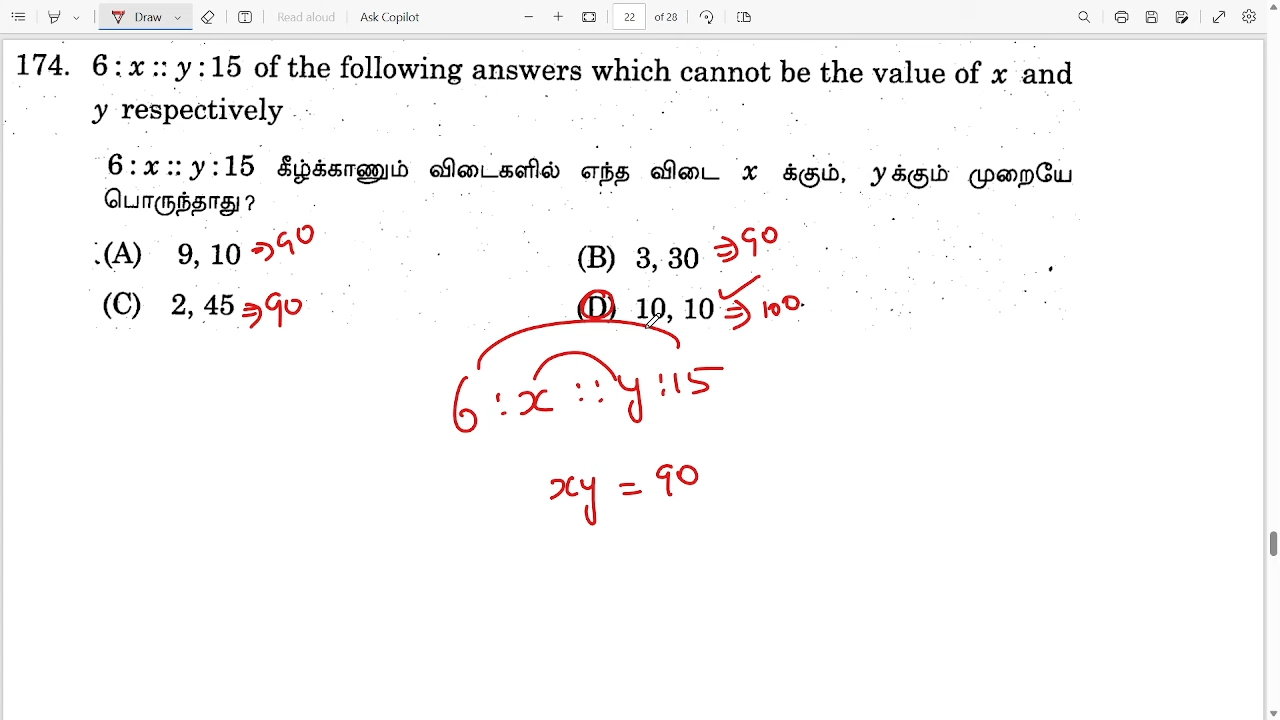 Draw
Read aloud
Ask Copilot
22 of 28
174. 6 : x :: y : 15 of the following answers which cannot be the value of x and
y respectively
6 : x :: y : 15 கீழ்க்காணும் விடைகளில் எந்த விடை x க்கும், y க்கும் முறையே
பொருந்தாது?
(A) 9, 10 ⇒ 90
(B) 3, 30 ⇒ 90
(C) 2, 45 ⇒ 90
(D) 10, 10 ⇒ 100
6 : x :: y : 15
xy = 90